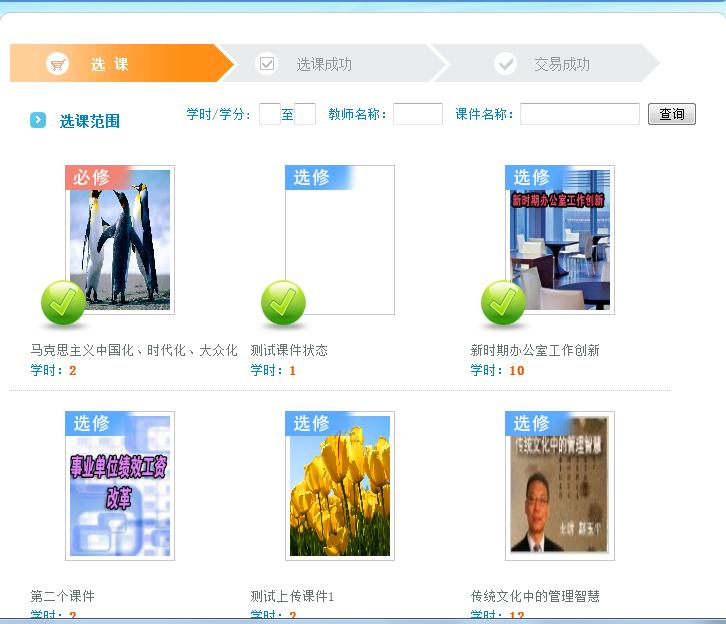 选 课
选课成功
交易成功
选课范围
学时/学分： 至 教师名称： 课件名称： 查询
必修
选修
选修
新时期办公室工作创新
马克思主义中国化、时代化、大众化
测试课件状态
新时期办公室工作创新
学时：2
学时：1
学时：10
选修
选修
选修
事业单位绩效工资
改革
传统文化中的管理智慧
主讲 赵玉平
第二个课件
测试上传课件1
传统文化中的管理智慧
学时：2
学时：2
学时：12